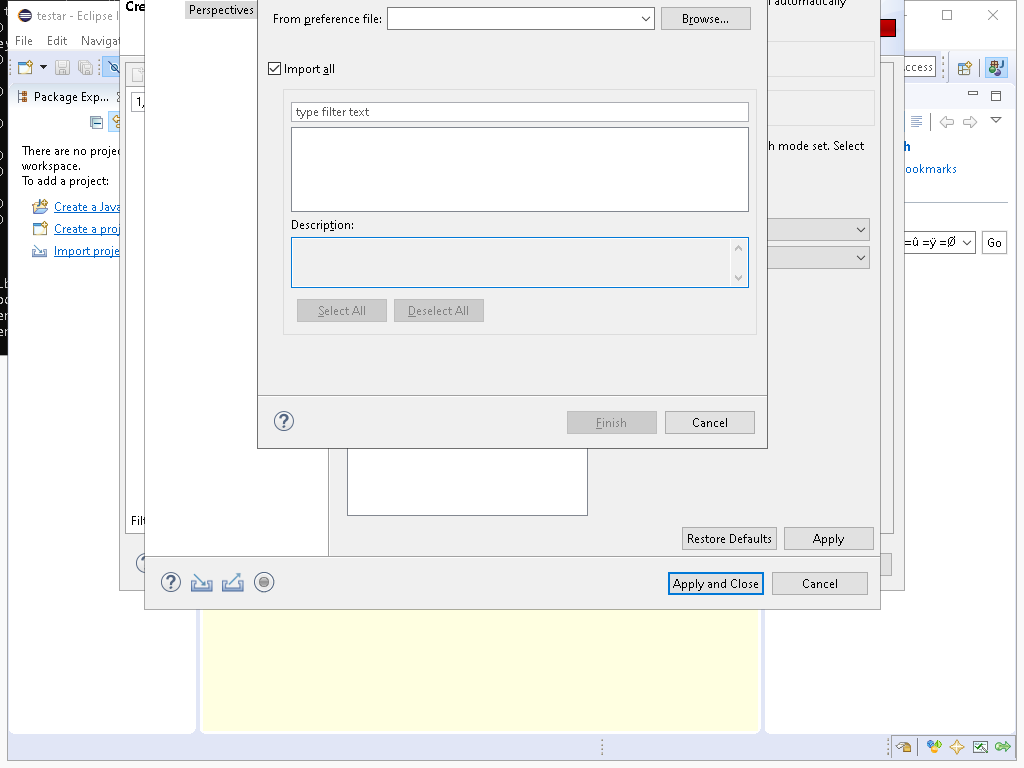 testar - Eclipse I
File Edit Naviga
Cre
Perspectives
From preference file:
Browse...
automatically
Import all
ccess
Package Exp...
1,
type filter text
There are no proje
workspace.
To add a project:
h mode set. Select
h
ookmarks
Create a Java
Create a proj
Import proje
Description:
=û =ÿ =Ø
Go
Select All
Deselect All
Finish
Cancel
Filt
Restore Defaults
Apply
Apply and Close
Cancel